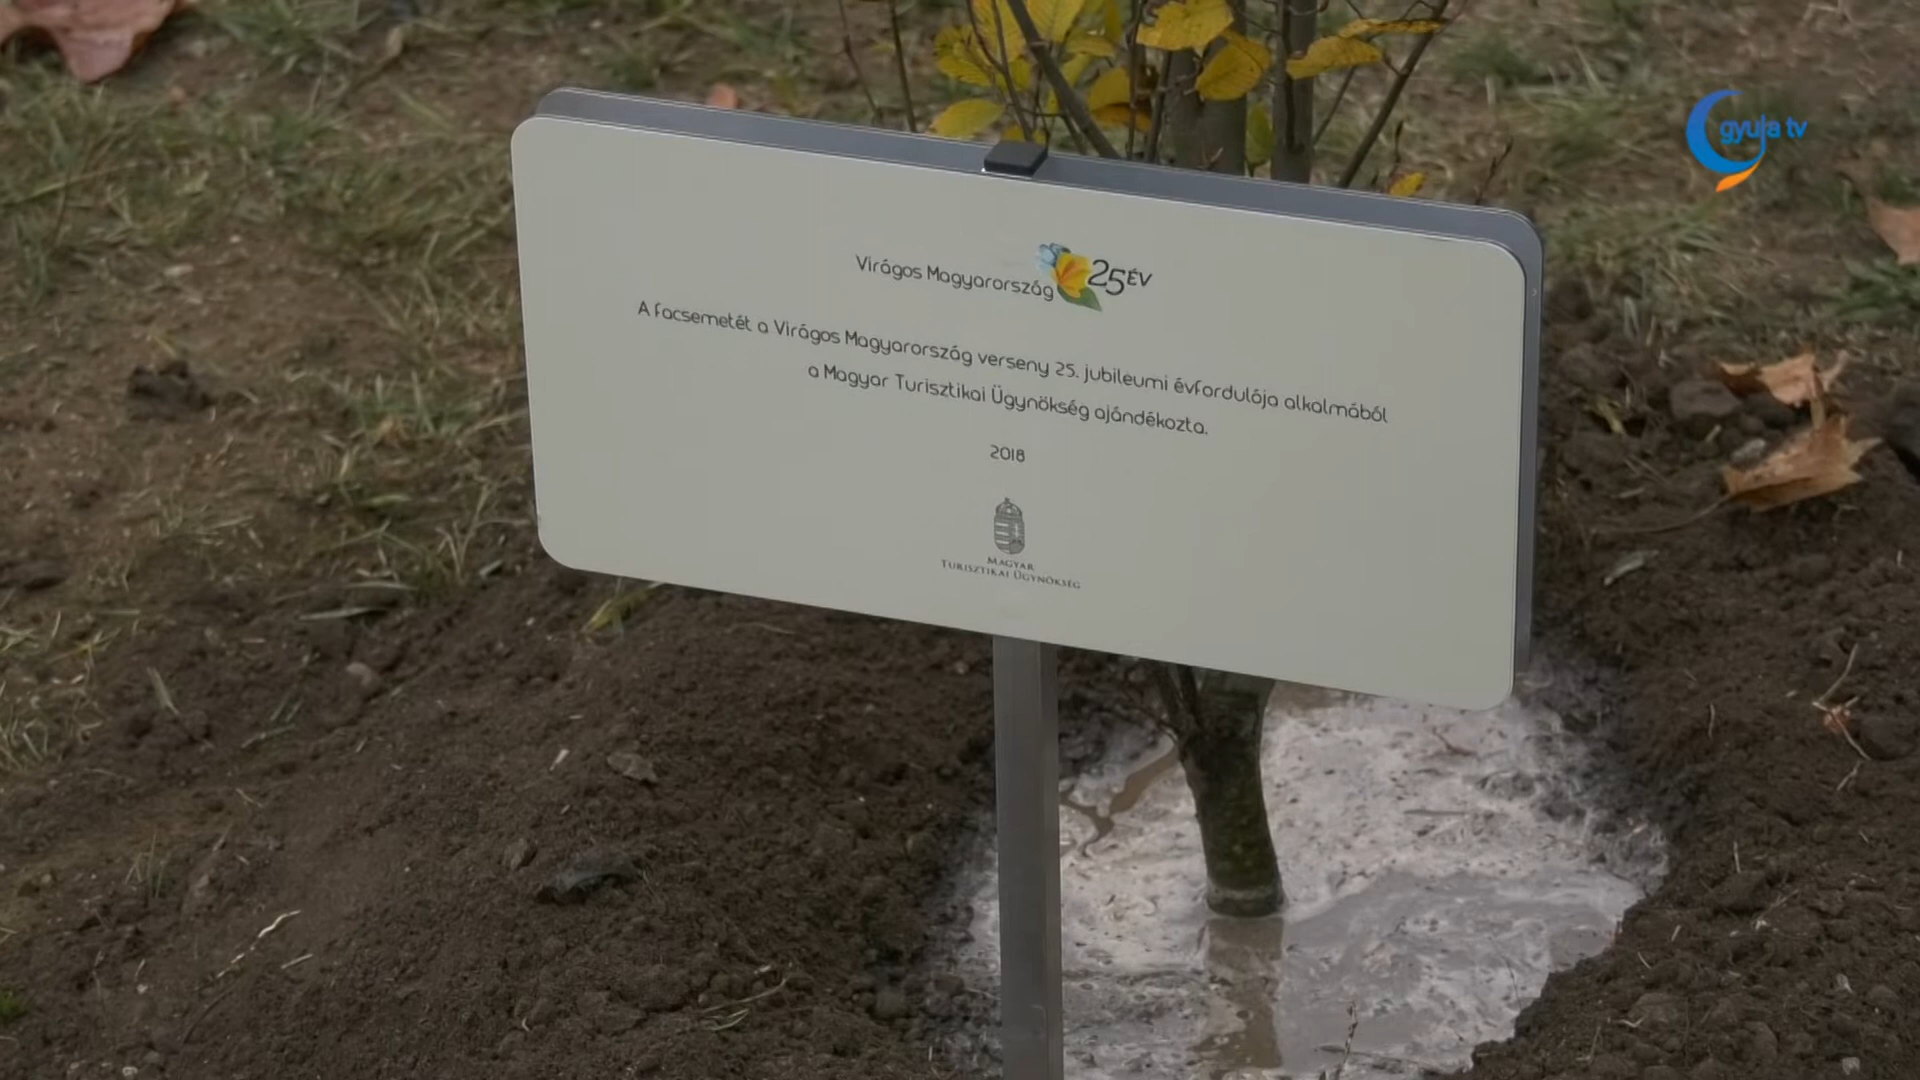 gyula tv
Virágos Magyarország 25 ÉV
A facsemetét a Virágos Magyarország verseny 25. jubileumi évfordulója alkalmából
a Magyar Turisztikai Ügynökség ajándékozta.
2018
MAGYAR
TURISZTIKAI ÜGYNÖKSÉG